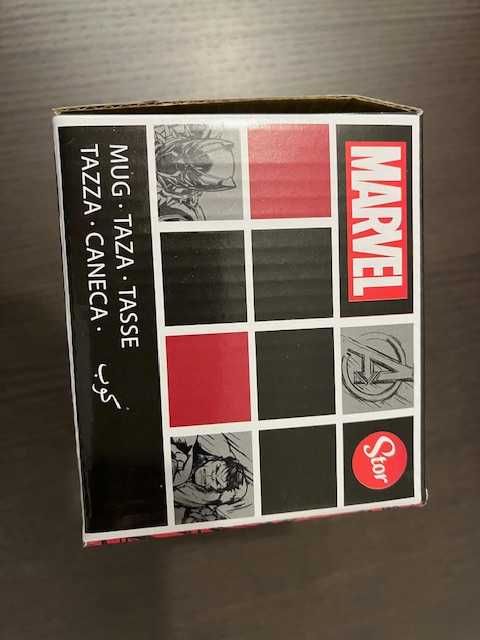 MARVEL
Stor
MUG · TAZA · TASSE
TAZZA · CANECA · كوب